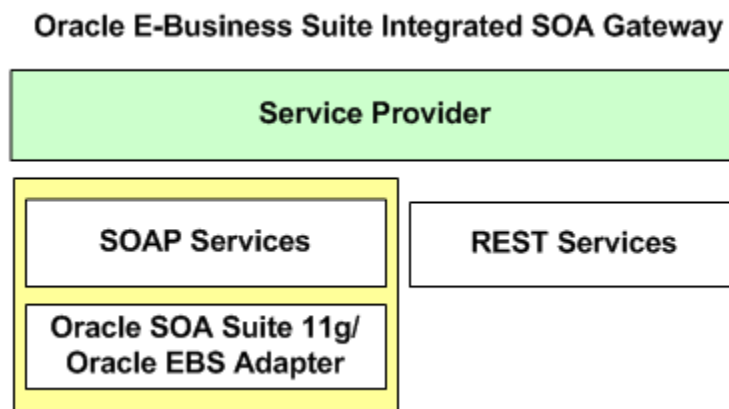 Oracle E-Business Suite Integrated SOA Gateway
Service Provider
SOAP Services
REST Services
Oracle SOA Suite 11g/
Oracle EBS Adapter